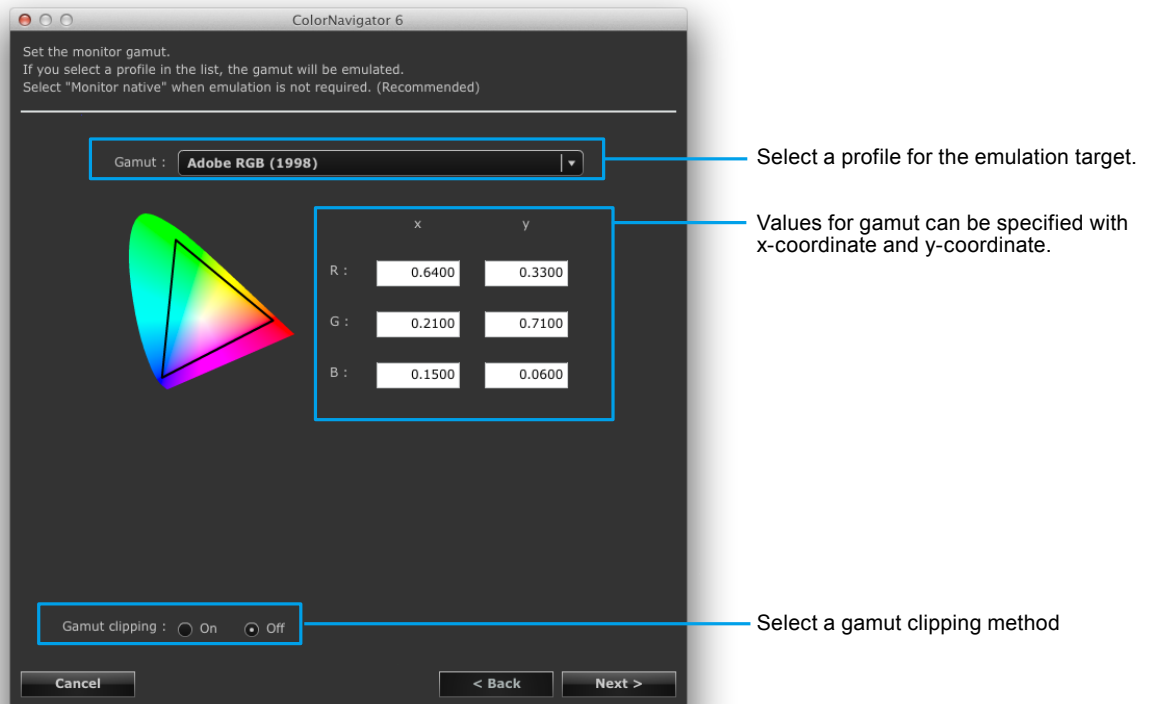 ColorNavigator 6
Set the monitor gamut.
If you select a profile in the list, the gamut will be emulated.
Select "Monitor native" when emulation is not required. (Recommended)
Gamut : Adobe RGB (1998)
Select a profile for the emulation target.
Values for gamut can be specified with
x-coordinate and y-coordinate.
x y
R : 0.6400 0.3300
G : 0.2100 0.7100
B : 0.1500 0.0600
Gamut clipping : On Off
Select a gamut clipping method
Cancel < Back Next >